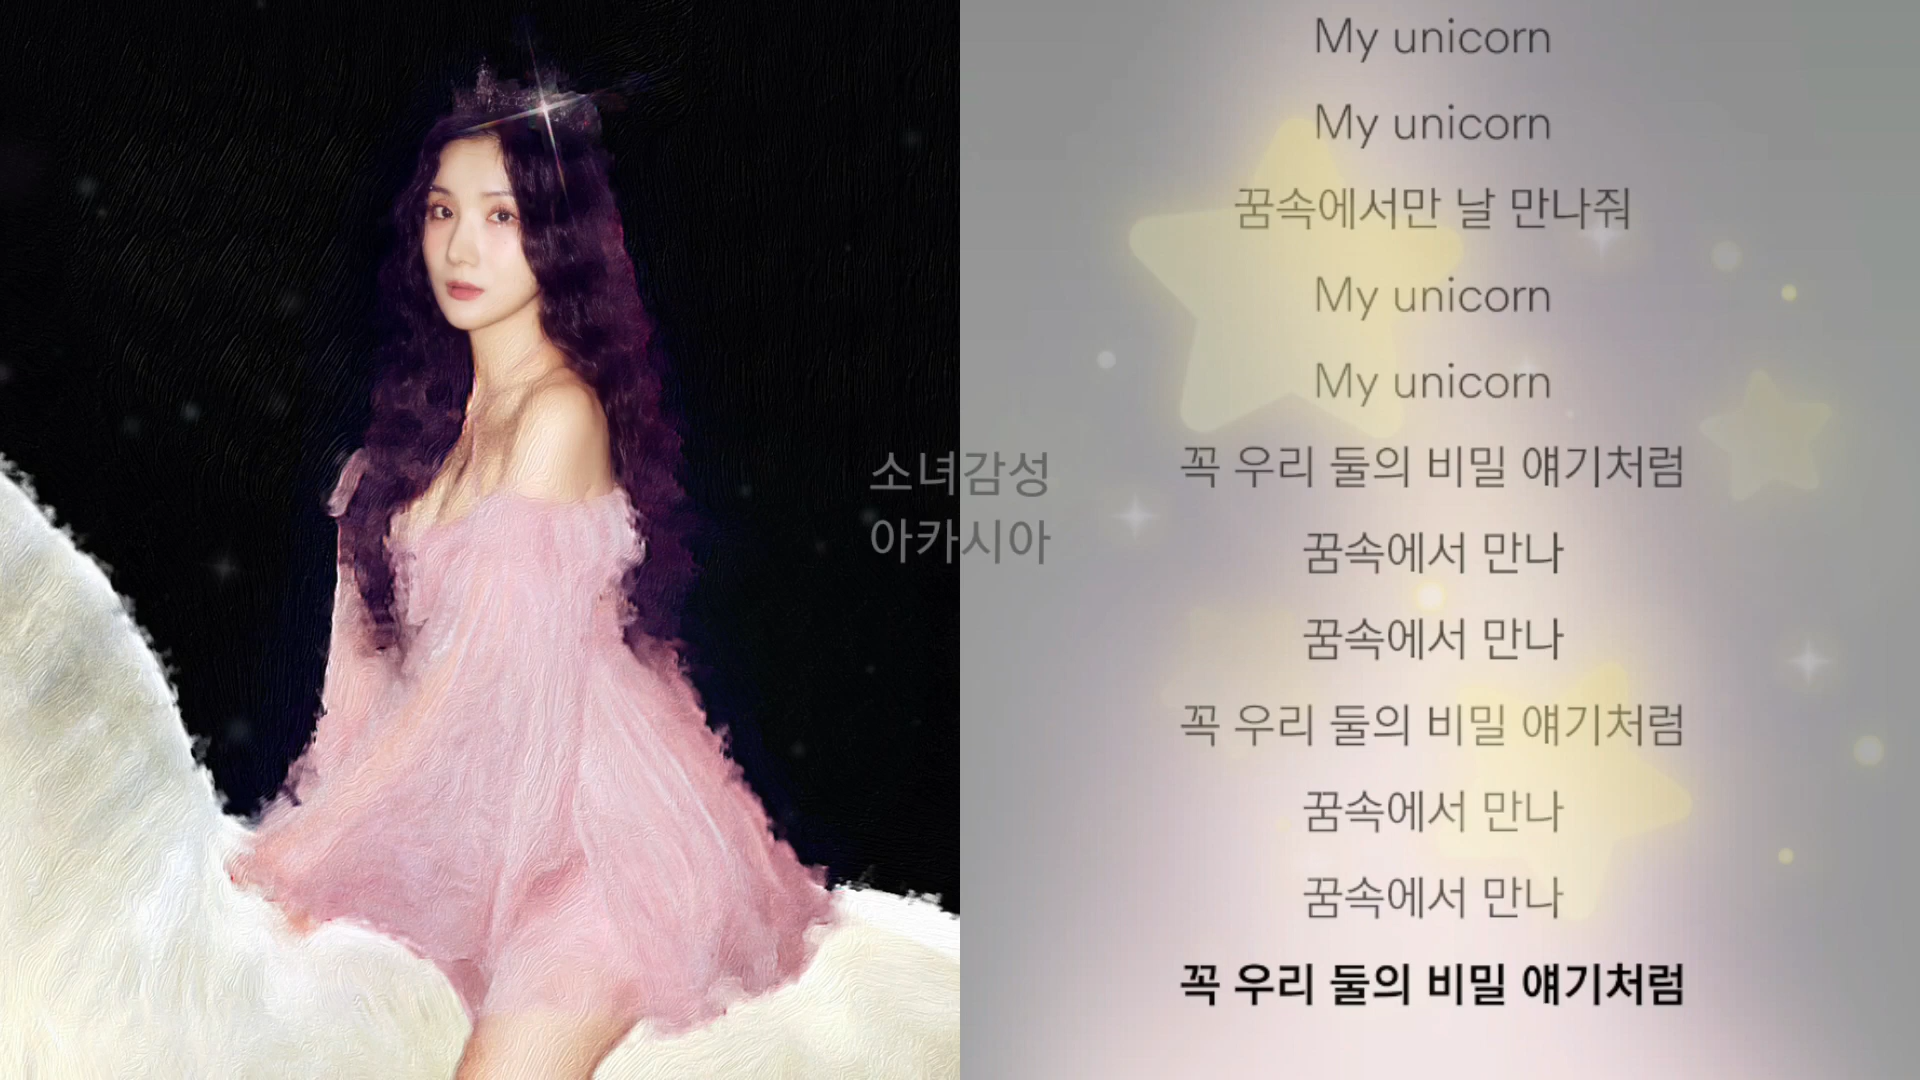 My unicorn
My unicorn
꿈속에서만 날 만나줘
My unicorn
My unicorn
꼭 우리 둘의 비밀 얘기처럼
꿈속에서 만나
꿈속에서 만나
꼭 우리 둘의 비밀 얘기처럼
꿈속에서 만나
꿈속에서 만나
꼭 우리 둘의 비밀 얘기처럼
소녀감성
아카시아